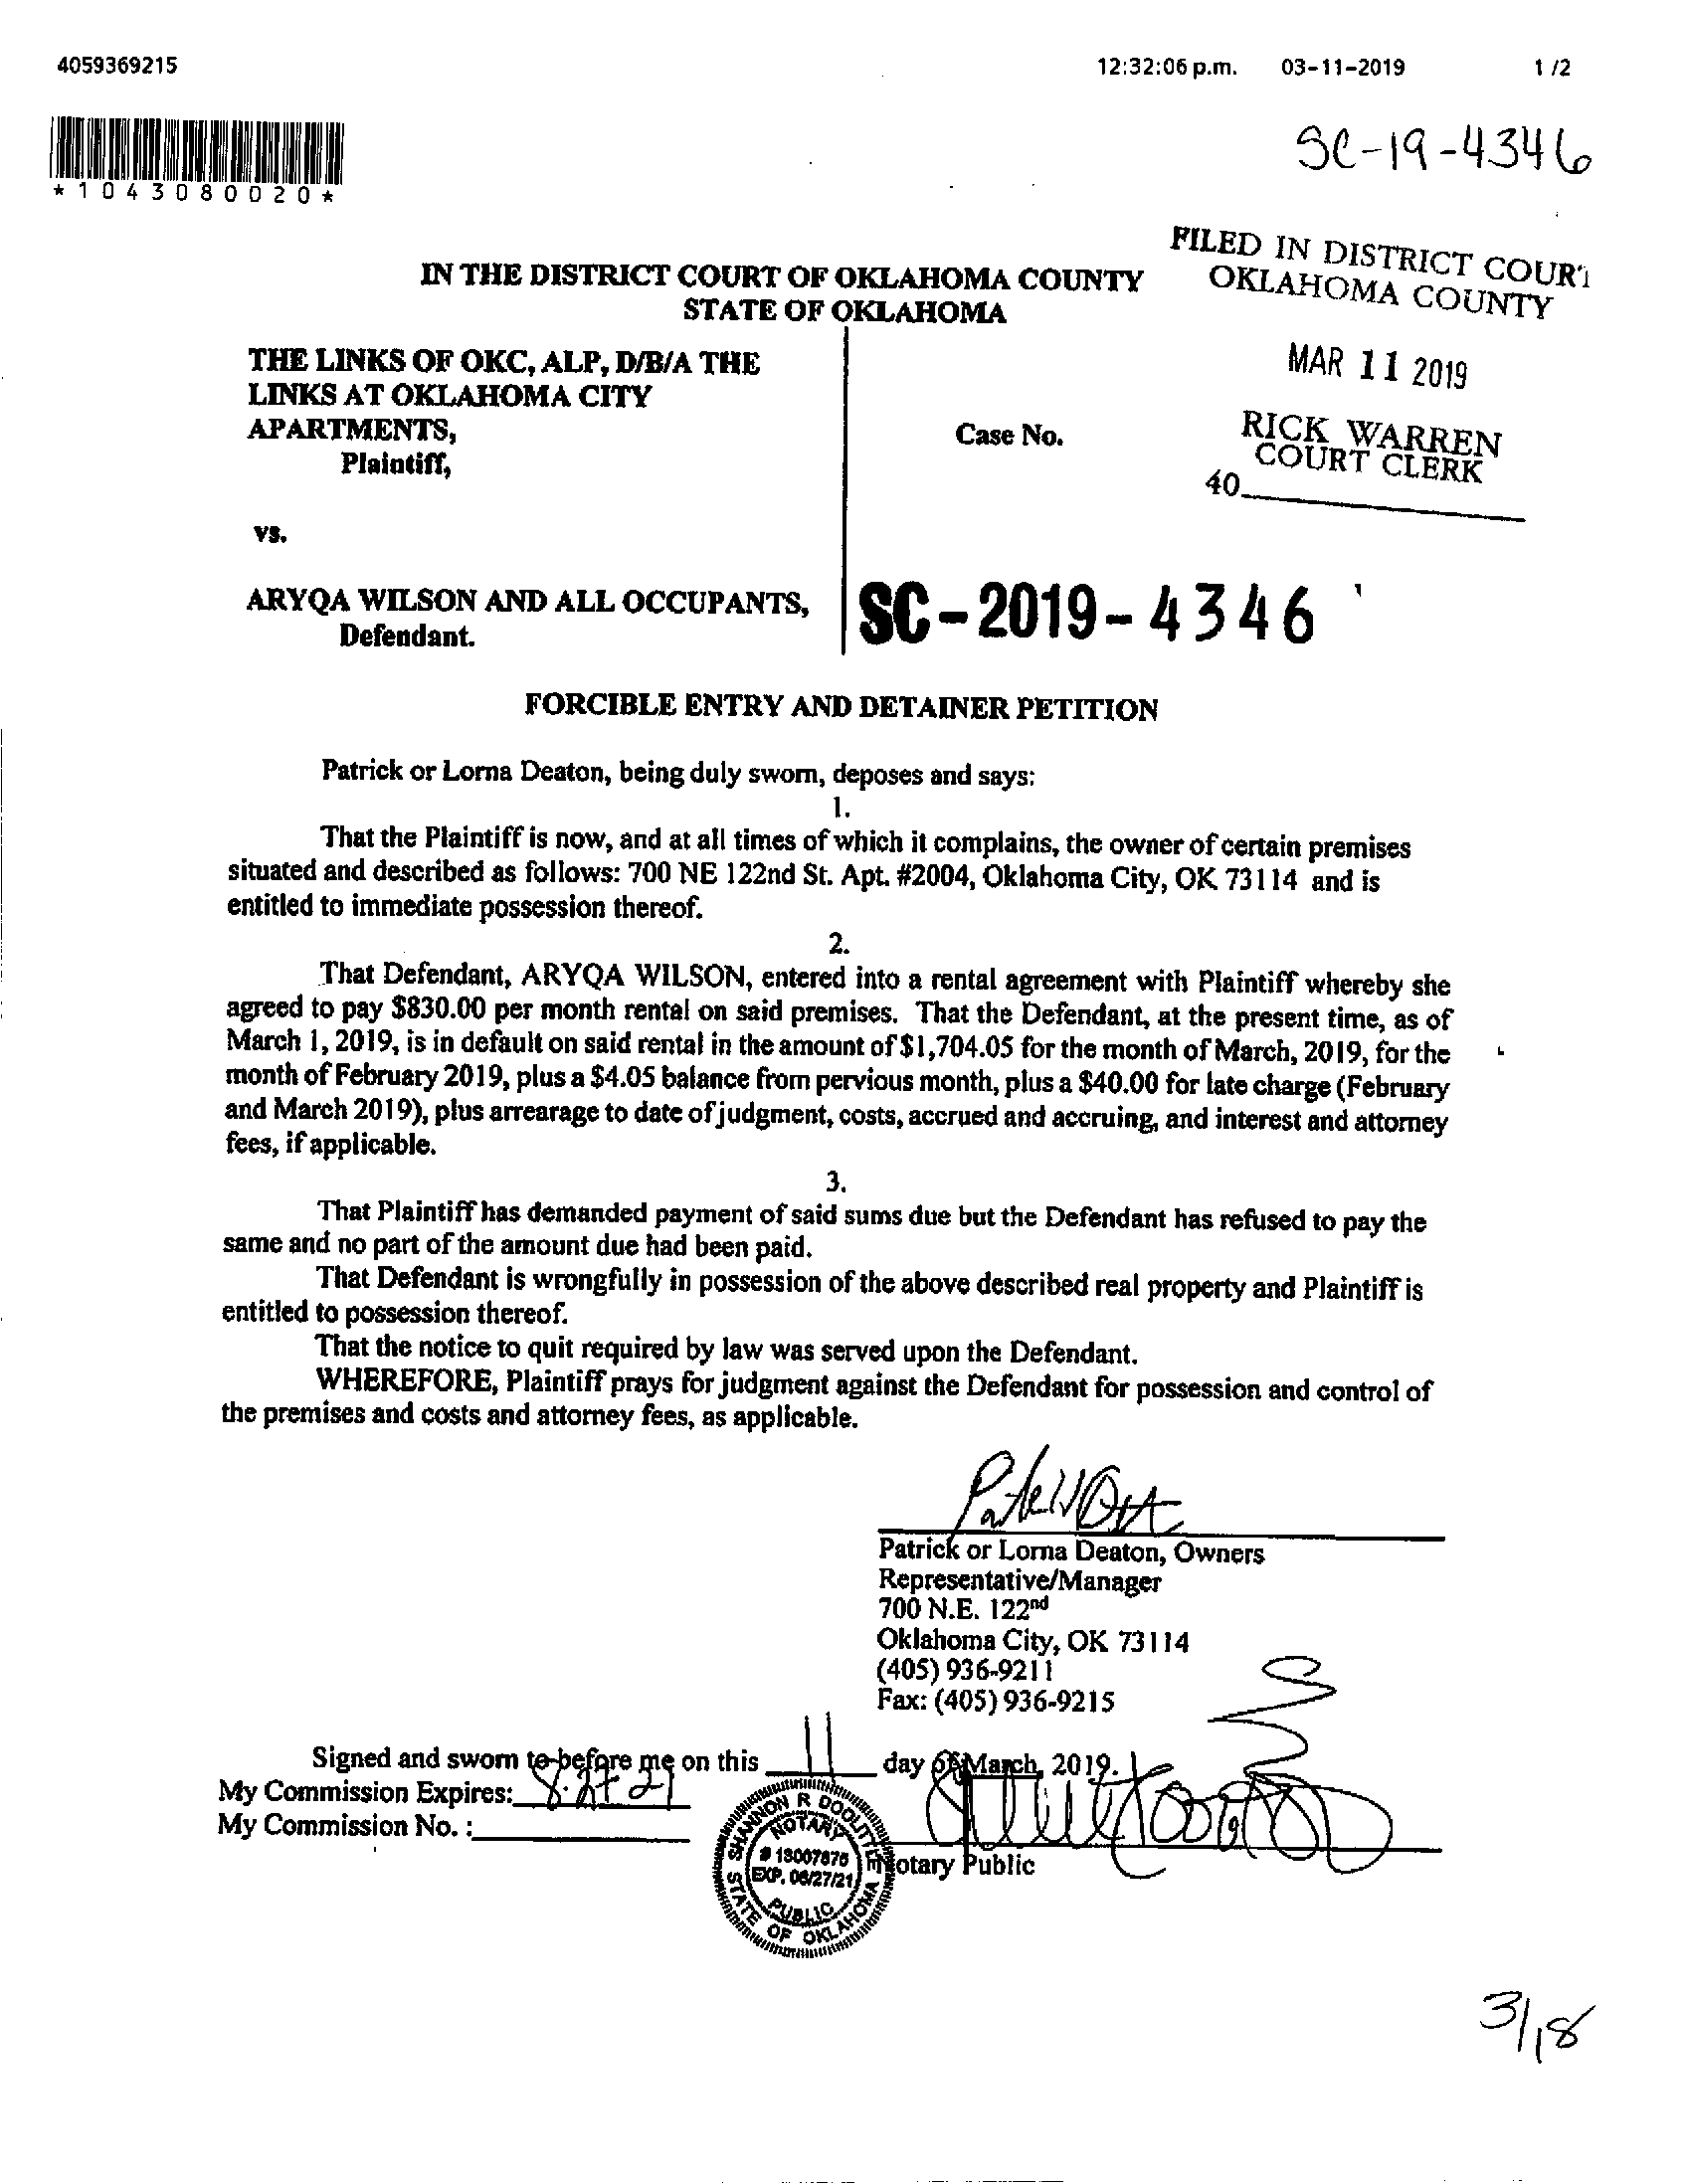 4059369215 12:32:06 p.m. 03-11-2019 1 /2
SC-19-4346
*1043080020*
FILED IN DISTRICT COURT
OKLAHOMA COUNTY
IN THE DISTRICT COURT OF OKLAHOMA COUNTY
STATE OF OKLAHOMA
MAR 11 2019
RICK WARREN
COURT CLERK
40
THE LINKS OF OKC, ALP, D/B/A THE
LINKS AT OKLAHOMA CITY
APARTMENTS,
Plaintiff,
Case No.
vs.
ARYQA WILSON AND ALL OCCUPANTS,
Defendant.
SC-2019-4346
FORCIBLE ENTRY AND DETAINER PETITION
Patrick or Lorna Deaton, being duly sworn, deposes and says:
1.
That the Plaintiff is now, and at all times of which it complains, the owner of certain premises
situated and described as follows: 700 NE 122nd St. Apt. #2004, Oklahoma City, OK 73114 and is
entitled to immediate possession thereof.
2.
That Defendant, ARYQA WILSON, entered into a rental agreement with Plaintiff whereby she
agreed to pay $830.00 per month rental on said premises. That the Defendant, at the present time, as of
March 1, 2019, is in default on said rental in the amount of $1,704.05 for the month of March, 2019, for the
month of February 2019, plus a $4.05 balance from pervious month, plus a $40.00 for late charge (February
and March 2019), plus arrearage to date of judgment, costs, accrued and accruing, and interest and attorney
fees, if applicable.
3.
That Plaintiff has demanded payment of said sums due but the Defendant has refused to pay the
same and no part of the amount due had been paid.
That Defendant is wrongfully in possession of the above described real property and Plaintiff is
entitled to possession thereof.
That the notice to quit required by law was served upon the Defendant.
WHEREFORE, Plaintiff prays for judgment against the Defendant for possession and control of
the premises and costs and attorney fees, as applicable.
Patrick or Lorna Deaton, Owners
Representative/Manager
700 N.E. 122nd
Oklahoma City, OK 73114
(405) 936-9211
Fax: (405) 936-9215
Signed and sworn to before me on this 11 day of March, 2019.
My Commission Expires: 8-27-21
My Commission No. :
Notary Public
SHANNON R DOOLITTLE
NOTARY
# 13007876
EXP. 08/27/21
PUBLIC
STATE OF OKLAHOMA
3/18